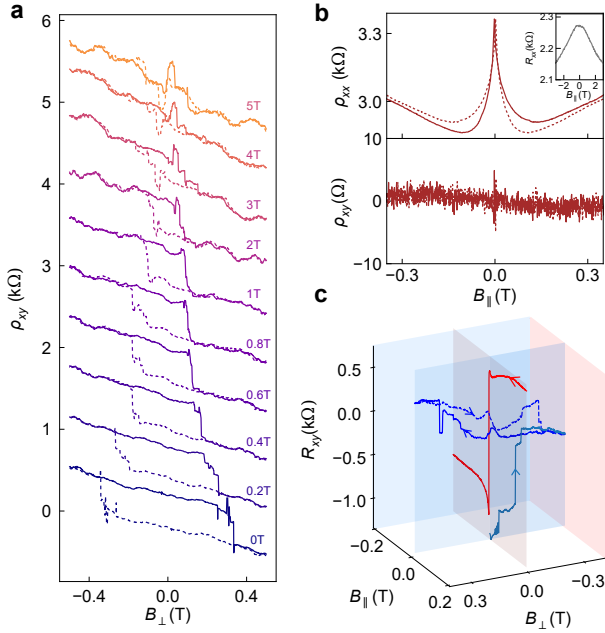 a
6
5
4
3
2
1
0
ρxy (kΩ)
5T
4T
3T
2T
1T
0.8T
0.6T
0.4T
0.2T
0T
−0.4
0.0
0.4
B⊥(T)
b
3.3
3.0
ρxx (kΩ)
2.3
2.2
2.1
Rxx(kΩ)
−2
0
2
B∥(T)
10
0
−10
ρxy(Ω)
−0.3
0.0
0.3
B∥(T)
c
0.5
0.0
−0.5
−1.0
Rxy(kΩ)
−0.2
0.0
0.2
B∥(T)
0.3
0.0
−0.3
B⊥(T)